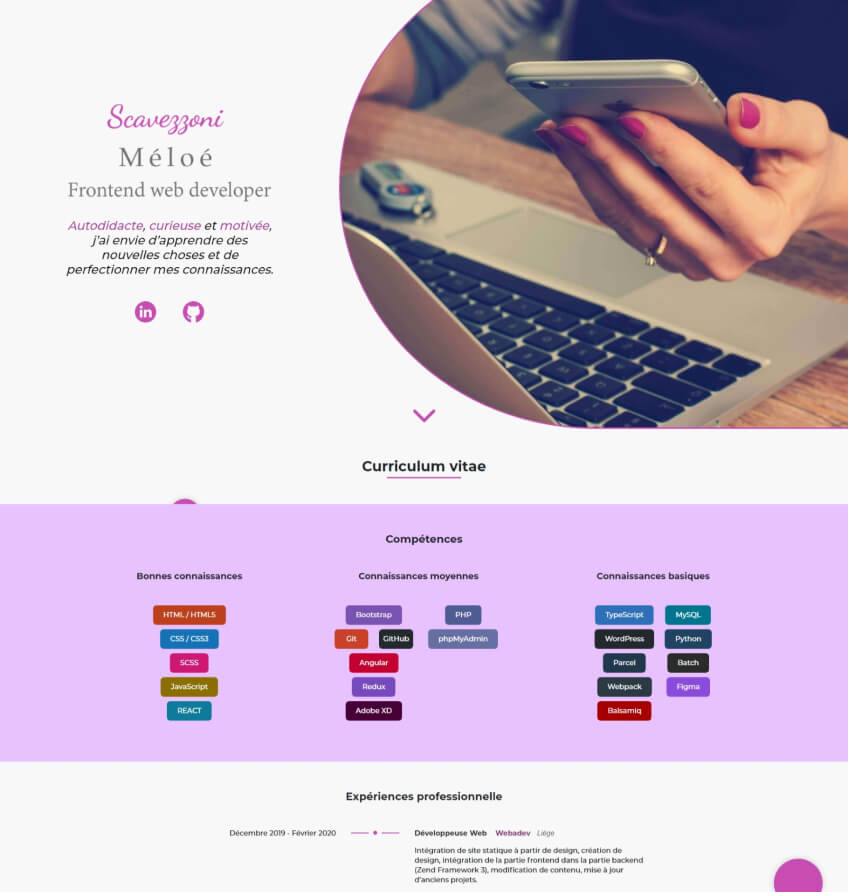 Scavezzoni
Méloé
Frontend web developer
Autodidacte, curieuse et motivée,
j'ai envie d'apprendre des
nouvelles choses et de
perfectionner mes connaissances.
in
Curriculum vitae
Compétences
Bonnes connaissances
HTML / HTML5
CSS / CSS3
SCSS
JavaScript
REACT
Connaissances moyennes
Bootstrap PHP
Git GitHub phpMyAdmin
Angular
Redux
Adobe XD
Connaissances basiques
TypeScript MySQL
WordPress Python
Parcel Batch
Webpack Figma
Balsamiq
Expériences professionnelle
Décembre 2019 - Février 2020
Développeuse Web Webadev Liège
Intégration de site statique à partir de design, création de
design, intégration de la partie frontend dans la partie backend
(Zend Framework 3), modification de contenu, mise à jour
d'anciens projets.